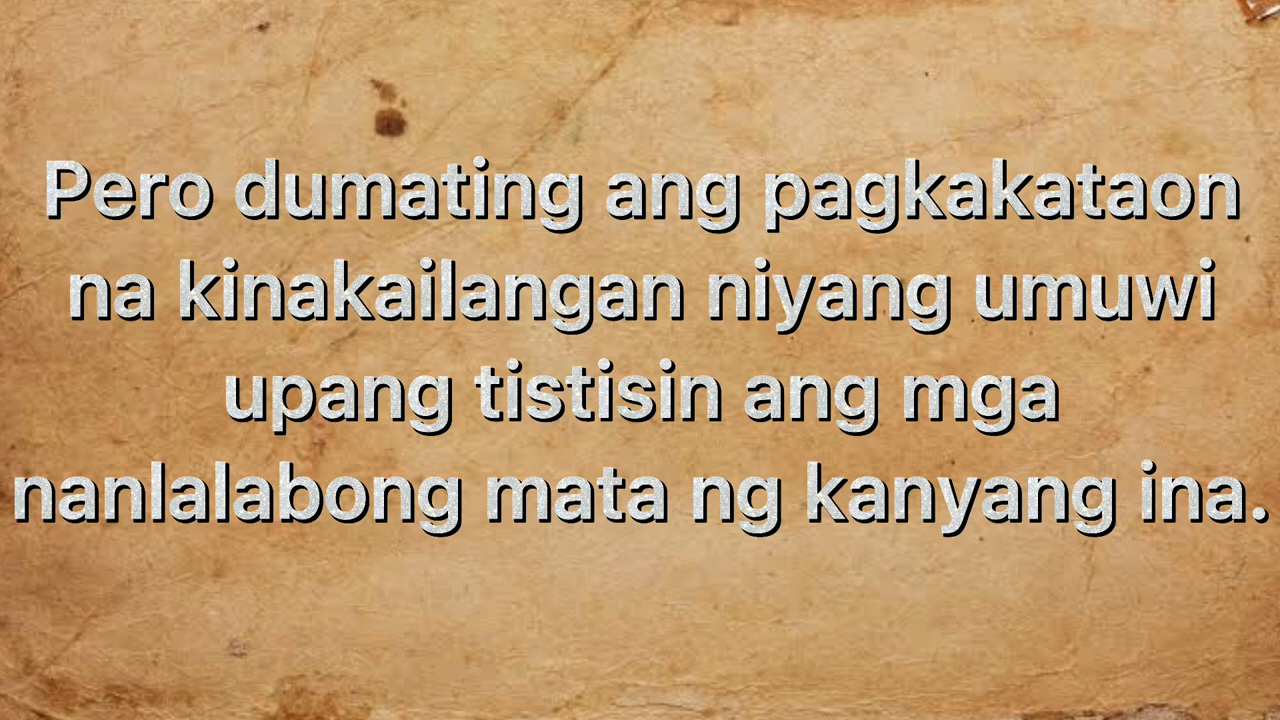 Pero dumating ang pagkakataon
na kinakailangan niyang umuwi
upang tistisin ang mga
nanlalabong mata ng kanyang ina.